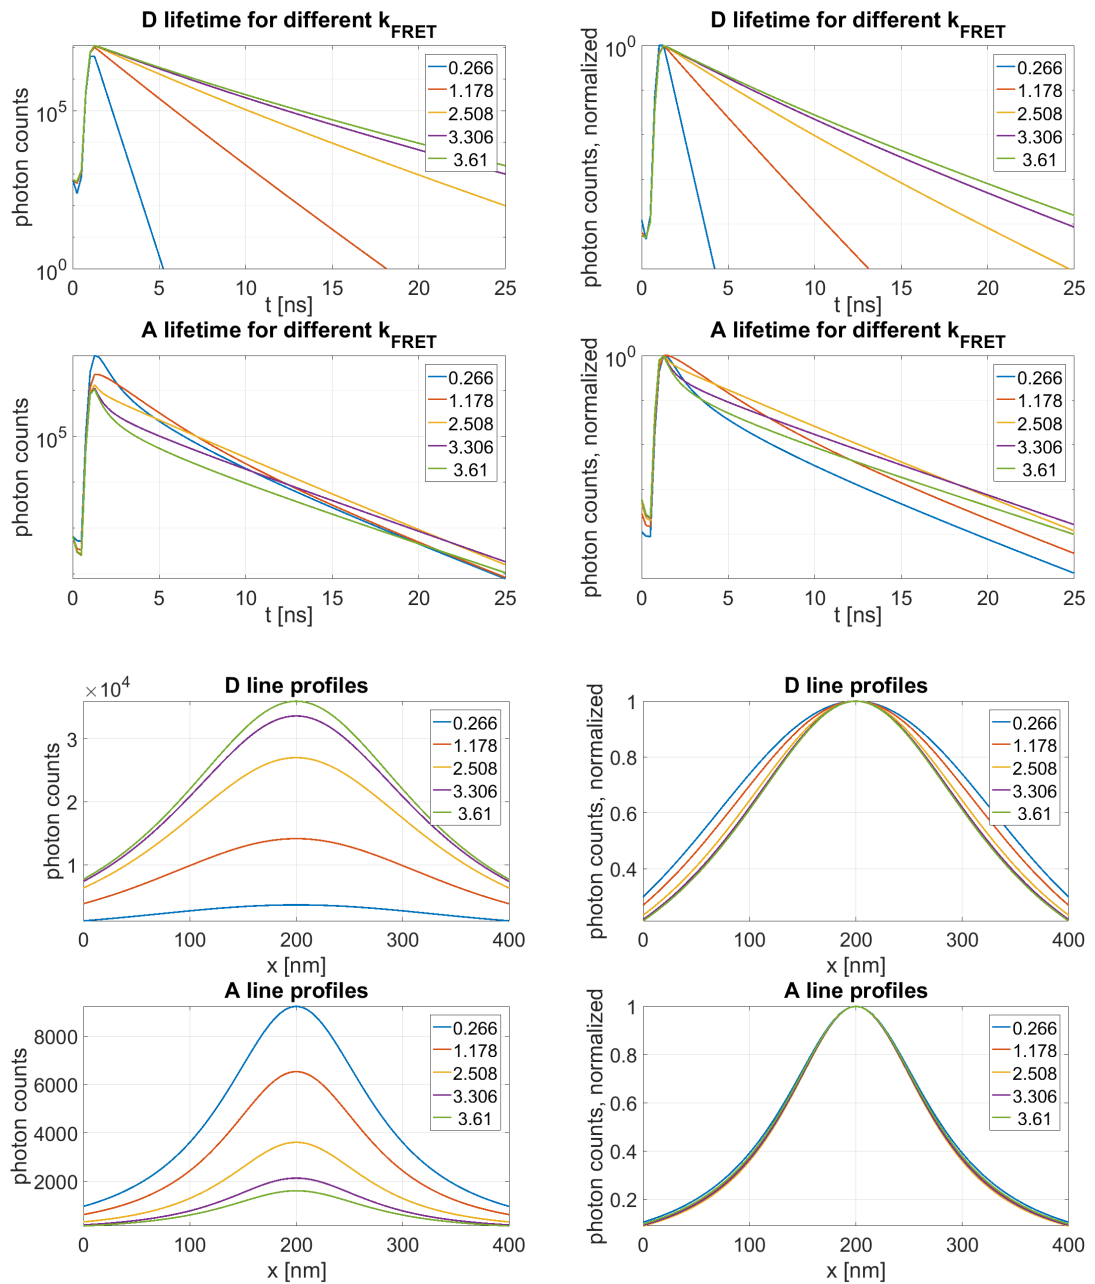 D lifetime for different k_FRET
photon counts
10^5
10^0
0 5 10 15 20 25
t [ns]
0.266
1.178
2.508
3.306
3.61
D lifetime for different k_FRET
photon counts, normalized
10^0
0 5 10 15 20 25
t [ns]
0.266
1.178
2.508
3.306
3.61
A lifetime for different k_FRET
photon counts
10^5
0 5 10 15 20 25
t [ns]
0.266
1.178
2.508
3.306
3.61
A lifetime for different k_FRET
photon counts, normalized
10^0
0 5 10 15 20 25
t [ns]
0.266
1.178
2.508
3.306
3.61
D line profiles
×10^4
photon counts
3
2
1
0 100 200 300 400
x [nm]
0.266
1.178
2.508
3.306
3.61
D line profiles
photon counts, normalized
1
0.8
0.6
0.4
0 100 200 300 400
x [nm]
0.266
1.178
2.508
3.306
3.61
A line profiles
photon counts
8000
6000
4000
2000
0 100 200 300 400
x [nm]
0.266
1.178
2.508
3.306
3.61
A line profiles
photon counts, normalized
1
0.8
0.6
0.4
0.2
0 100 200 300 400
x [nm]
0.266
1.178
2.508
3.306
3.61